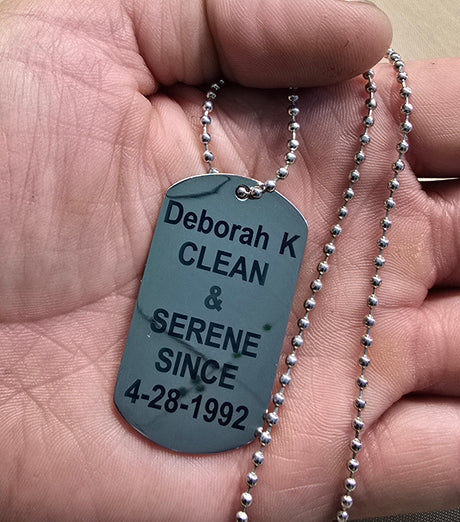 Deborah K
CLEAN
&
SERENE
SINCE
4-28-1992